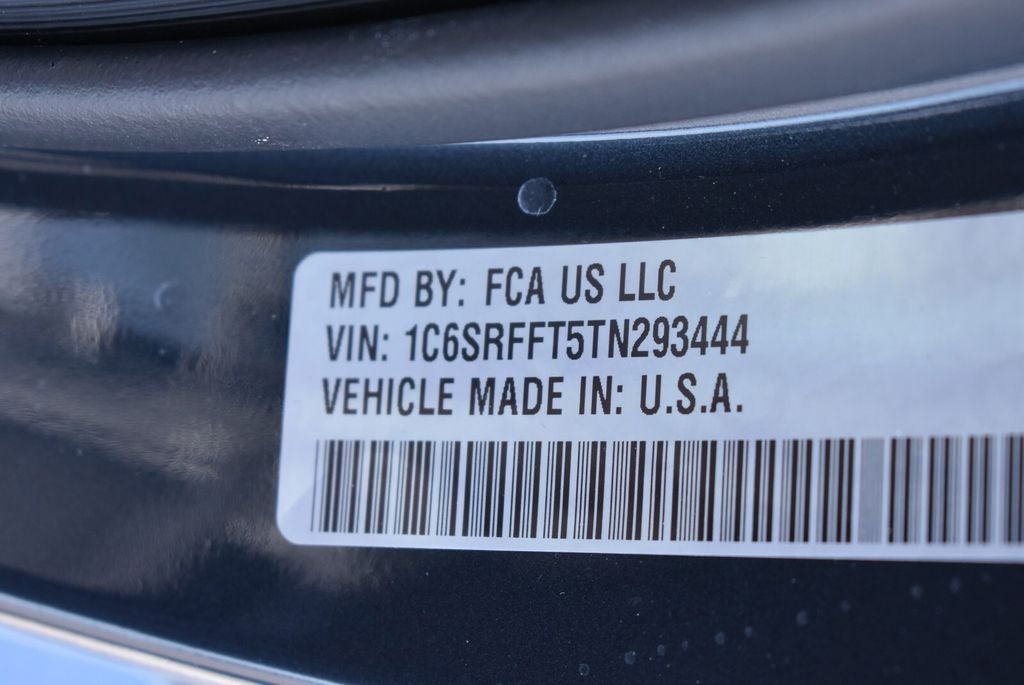 MFD BY: FCA US LLC
VIN: 1C6SRFFT5TN293444
VEHICLE MADE IN: U.S.A.